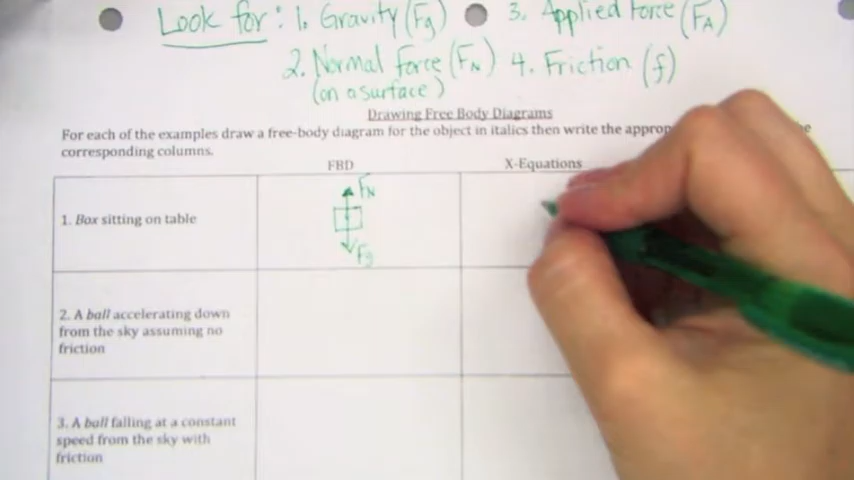 Look for: 1. Gravity (Fg) 3. Applied Force (FA)
2. Normal Force (FN) 4. Friction (f)
(on a surface)
Drawing Free Body Diagrams
For each of the examples draw a free-body diagram for the object in italics then write the
corresponding columns.
FBD X-Equations
1. Box sitting on table
FN
Fg
2. A ball accelerating down
from the sky assuming no
friction
3. A ball falling at a constant
speed from the sky with
friction